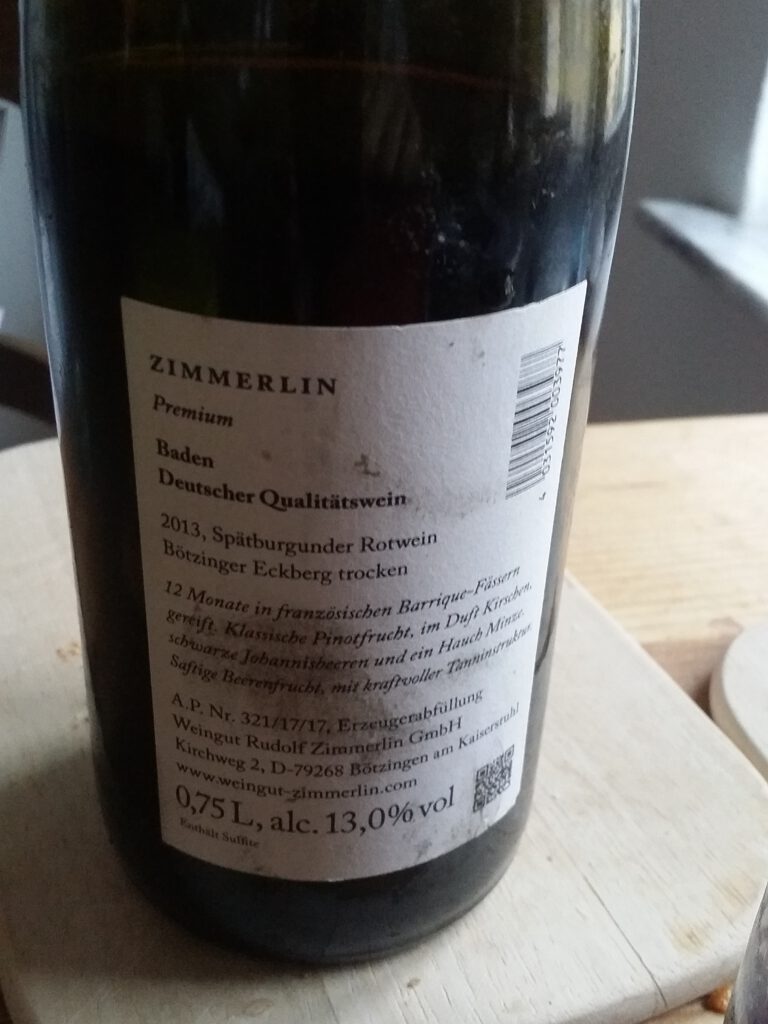 ZIMMERLIN
Premium
Baden
Deutscher Qualitätswein
2013, Spätburgunder Rotwein
Bötzinger Eckberg trocken
12 Monate in französischen Barrique-Fässern
gereift. Klassische Pinotfrucht, im Duft Kirschen,
schwarze Johannisbeeren und ein Hauch Minze.
Saftige Beerenfrucht, mit kraftvoller Tanninstruktur.
A.P. Nr. 321/17/17, Erzeugerabfüllung
Weingut Rudolf Zimmerlin GmbH
Kirchweg 2, D-79268 Bötzingen am Kaiserstuhl
www.weingut-zimmerlin.com
0,75 L, alc. 13,0% vol
Enthält Sulfite
4 031592 003977